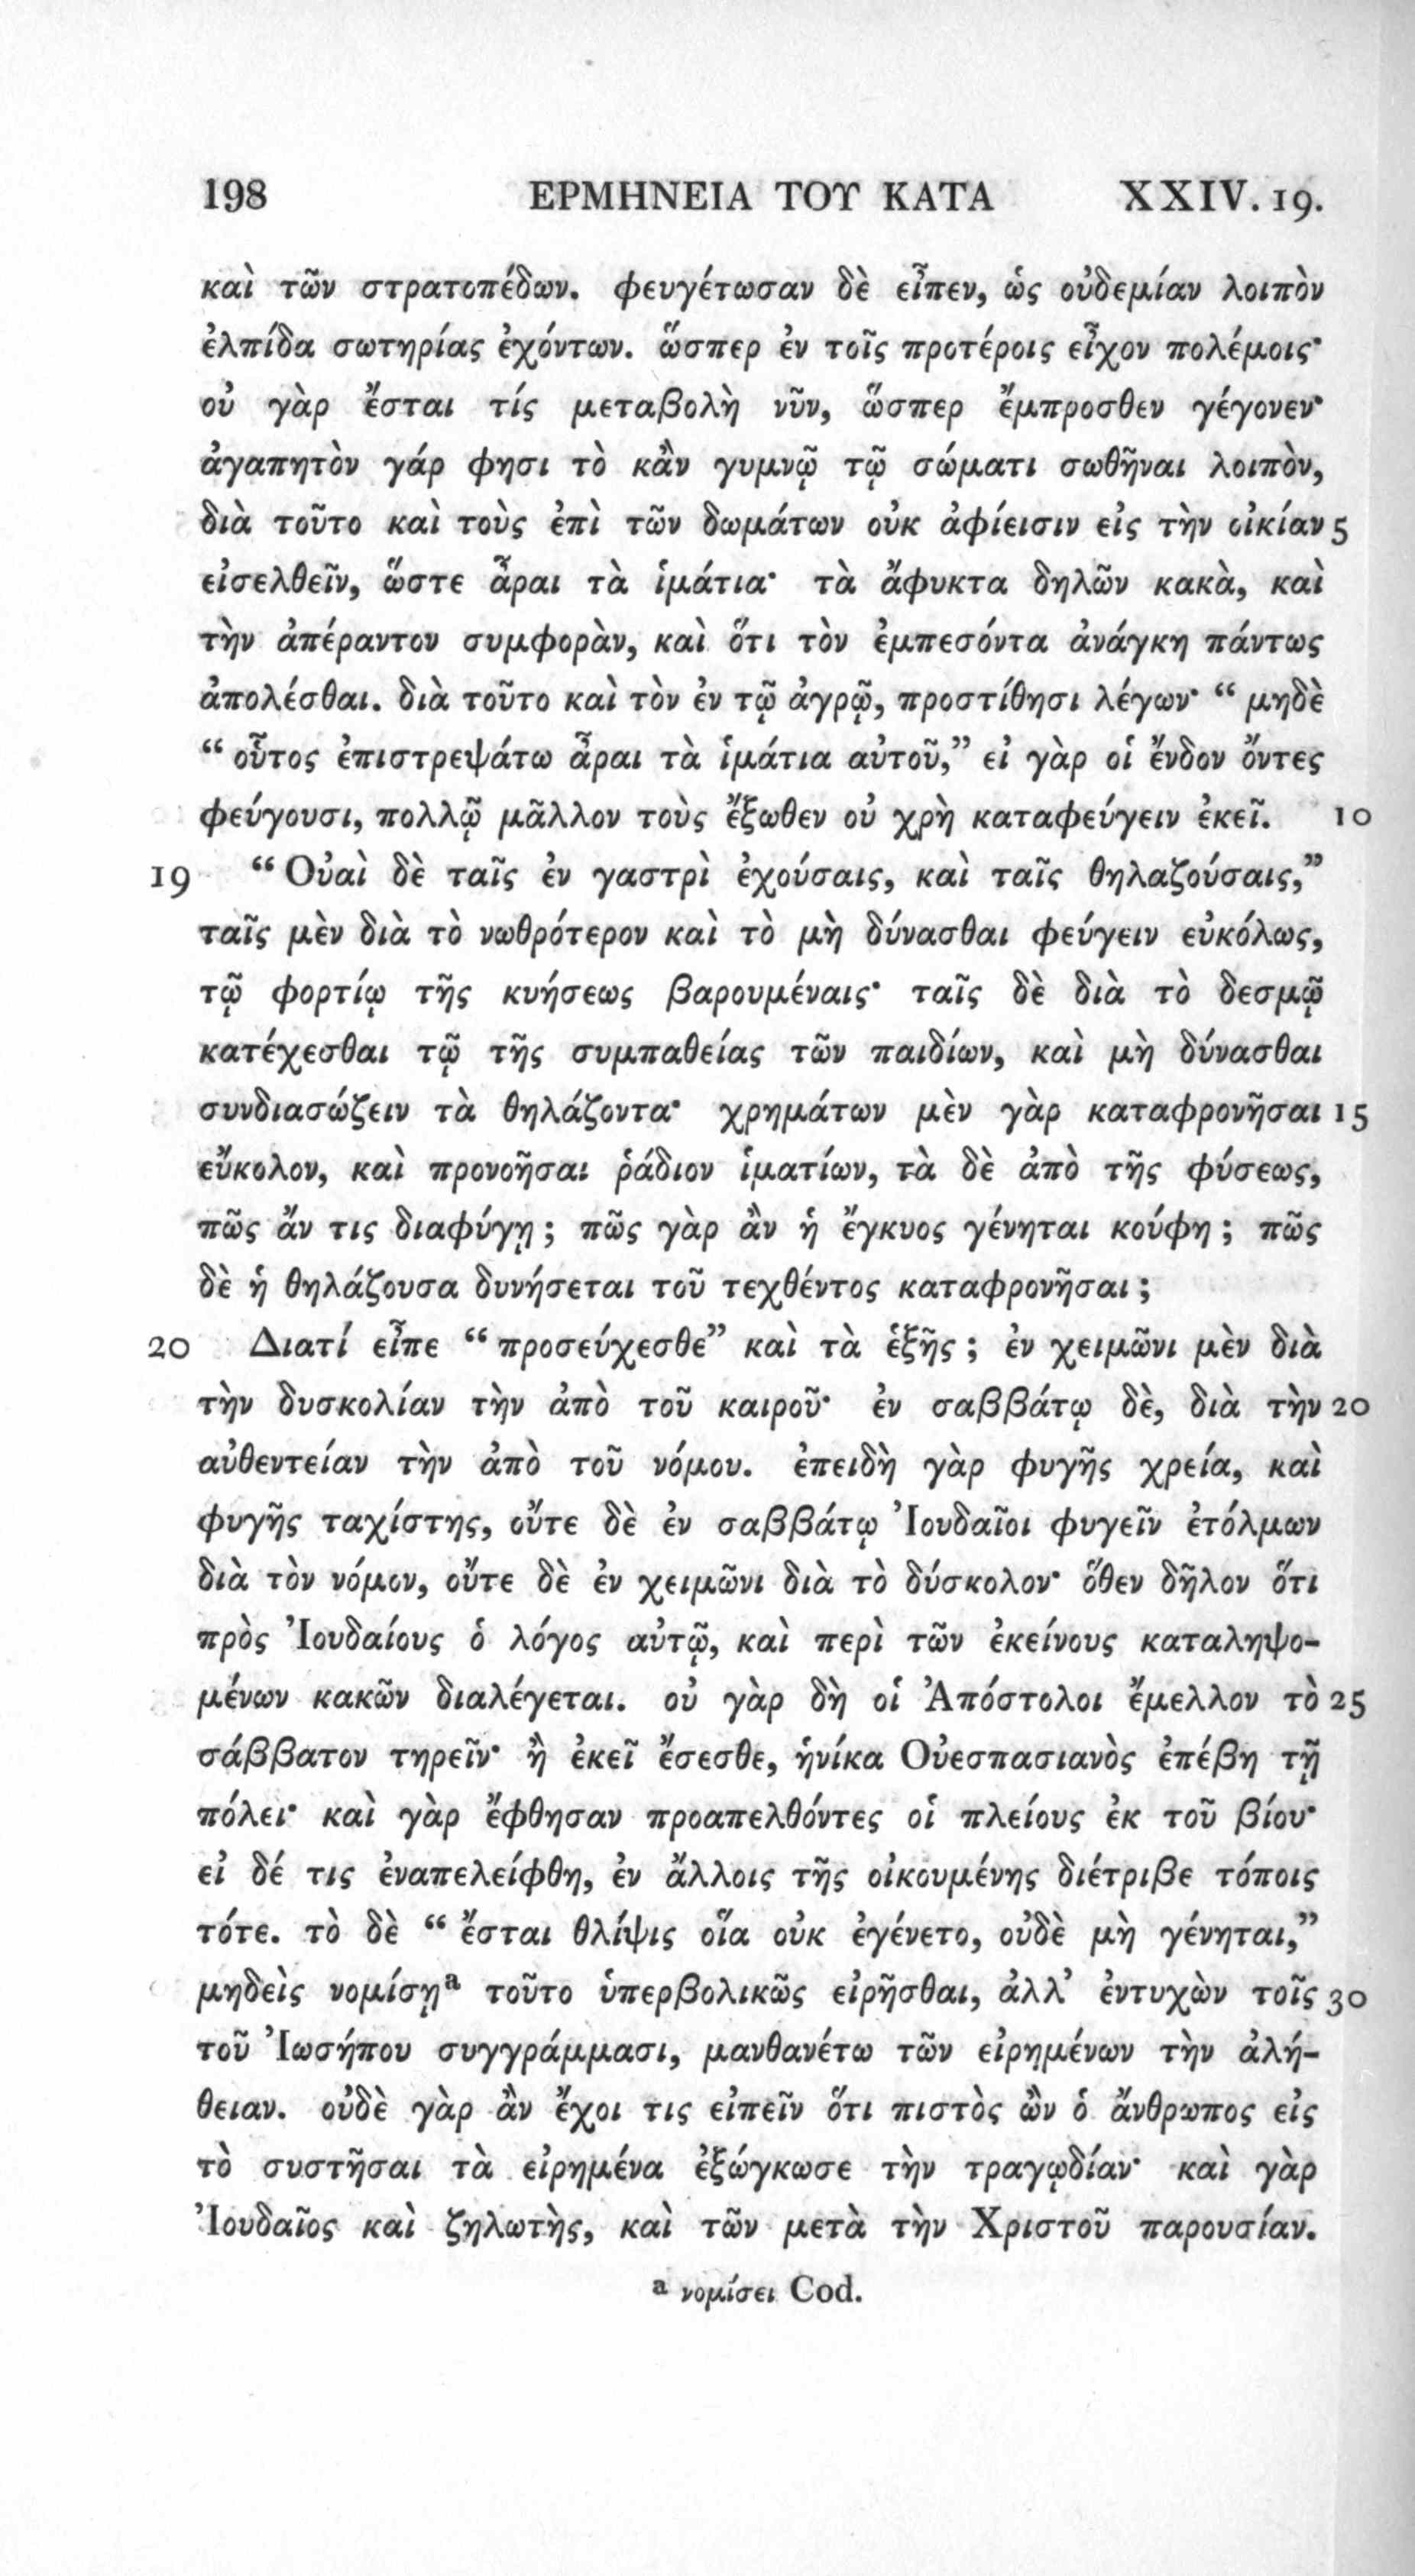 198 ΕΡΜΗΝΕΙΑ ΤΟΥ ΚΑΤΑ XXIV. 19.
καὶ τῶν στρατοπέδων. φευγέτωσαν δὲ εἶπεν, ὡς οὐδεμίαν λοιπὸν
ἐλπίδα σωτηρίας ἐχόντων. ὥσπερ ἐν τοῖς προτέροις εἶχον πολέμοις·
οὐ γὰρ ἔσται τίς μεταβολὴ νῦν, ὥσπερ ἔμπροσθεν γέγονεν·
ἀγαπητὸν γάρ φησι τὸ κἂν γυμνῷ τῷ σώματι σωθῆναι λοιπὸν,
διὰ τοῦτο καὶ τοὺς ἐπὶ τῶν δωμάτων οὐκ ἀφίεισιν εἰς τὴν οἰκίαν 5
εἰσελθεῖν, ὥστε ἆραι τὰ ἱμάτια· τὰ ἄφυκτα δηλῶν κακὰ, καὶ
τὴν ἀπέραντον συμφορὰν, καὶ ὅτι τὸν ἐμπεσόντα ἀνάγκη πάντως
ἀπολέσθαι. διὰ τοῦτο καὶ τὸν ἐν τῷ ἀγρῷ, προστίθησι λέγων· “ μηδὲ
“ οὗτος ἐπιστρεψάτω ἆραι τὰ ἱμάτια αὐτοῦ,” εἰ γὰρ οἱ ἔνδον ὄντες
φεύγουσι, πολλῷ μᾶλλον τοὺς ἔξωθεν οὐ χρὴ καταφεύγειν ἐκεῖ. 10
19 “ Οὐαὶ δὲ ταῖς ἐν γαστρὶ ἐχούσαις, καὶ ταῖς θηλαζούσαις,”
ταῖς μὲν διὰ τὸ νωθρότερον καὶ τὸ μὴ δύνασθαι φεύγειν εὐκόλως,
τῷ φορτίῳ τῆς κυήσεως βαρουμέναις· ταῖς δὲ διὰ τὸ δεσμῷ
κατέχεσθαι τῷ τῆς συμπαθείας τῶν παιδίων, καὶ μὴ δύνασθαι
συνδιασώζειν τὰ θηλάζοντα· χρημάτων μὲν γὰρ καταφρονῆσαι 15
εὔκολον, καὶ προνοῆσαι ῥάδιον ἱματίων, τὰ δὲ ἀπὸ τῆς φύσεως,
πῶς ἄν τις διαφύγῃ ; πῶς γὰρ ἂν ἡ ἔγκυος γένηται κούφη ; πῶς
δὲ ἡ θηλάζουσα δυνήσεται τοῦ τεχθέντος καταφρονῆσαι ;
20 Διατί εἶπε “ προσεύχεσθε” καὶ τὰ ἑξῆς ; ἐν χειμῶνι μὲν διὰ
τὴν δυσκολίαν τὴν ἀπὸ τοῦ καιροῦ· ἐν σαββάτῳ δὲ, διὰ τὴν 20
αὐθεντείαν τὴν ἀπὸ τοῦ νόμου. ἐπειδὴ γὰρ φυγῆς χρεία, καὶ
φυγῆς ταχίστης, οὔτε δὲ ἐν σαββάτῳ Ἰουδαῖοι φυγεῖν ἐτόλμων
διὰ τὸν νόμον, οὔτε δὲ ἐν χειμῶνι διὰ τὸ δύσκολον· ὅθεν δῆλον ὅτι
πρὸς Ἰουδαίους ὁ λόγος αὐτῷ, καὶ περὶ τῶν ἐκείνους καταληψο-
μένων κακῶν διαλέγεται. οὐ γὰρ δὴ οἱ Ἀπόστολοι ἔμελλον τὸ 25
σάββατον τηρεῖν· ἢ ἐκεῖ ἔσεσθε, ἡνίκα Οὐεσπασιανὸς ἐπέβη τῇ
πόλει· καὶ γὰρ ἔφθησαν προαπελθόντες οἱ πλείους ἐκ τοῦ βίου·
εἰ δέ τις ἐναπελείφθη, ἐν ἄλλοις τῆς οἰκουμένης διέτριβε τόποις
τότε. τὸ δὲ “ ἔσται θλίψις οἵα οὐκ ἐγένετο, οὐδὲ μὴ γένηται,”
μηδεὶς νομίσῃᵃ τοῦτο ὑπερβολικῶς εἰρῆσθαι, ἀλλ’ ἐντυχὼν τοῖς 30
τοῦ Ἰωσήπου συγγράμμασι, μανθανέτω τῶν εἰρημένων τὴν ἀλή-
θειαν. οὐδὲ γὰρ ἂν ἔχοι τις εἰπεῖν ὅτι πιστὸς ὢν ὁ ἄνθρωπος εἰς
τὸ συστῆσαι τὰ εἰρημένα ἐξώγκωσε τὴν τραγῳδίαν· καὶ γὰρ
Ἰουδαῖος καὶ ζηλωτὴς, καὶ τῶν μετὰ τὴν Χριστοῦ παρουσίαν.
ᵃ νομίσει Cod.